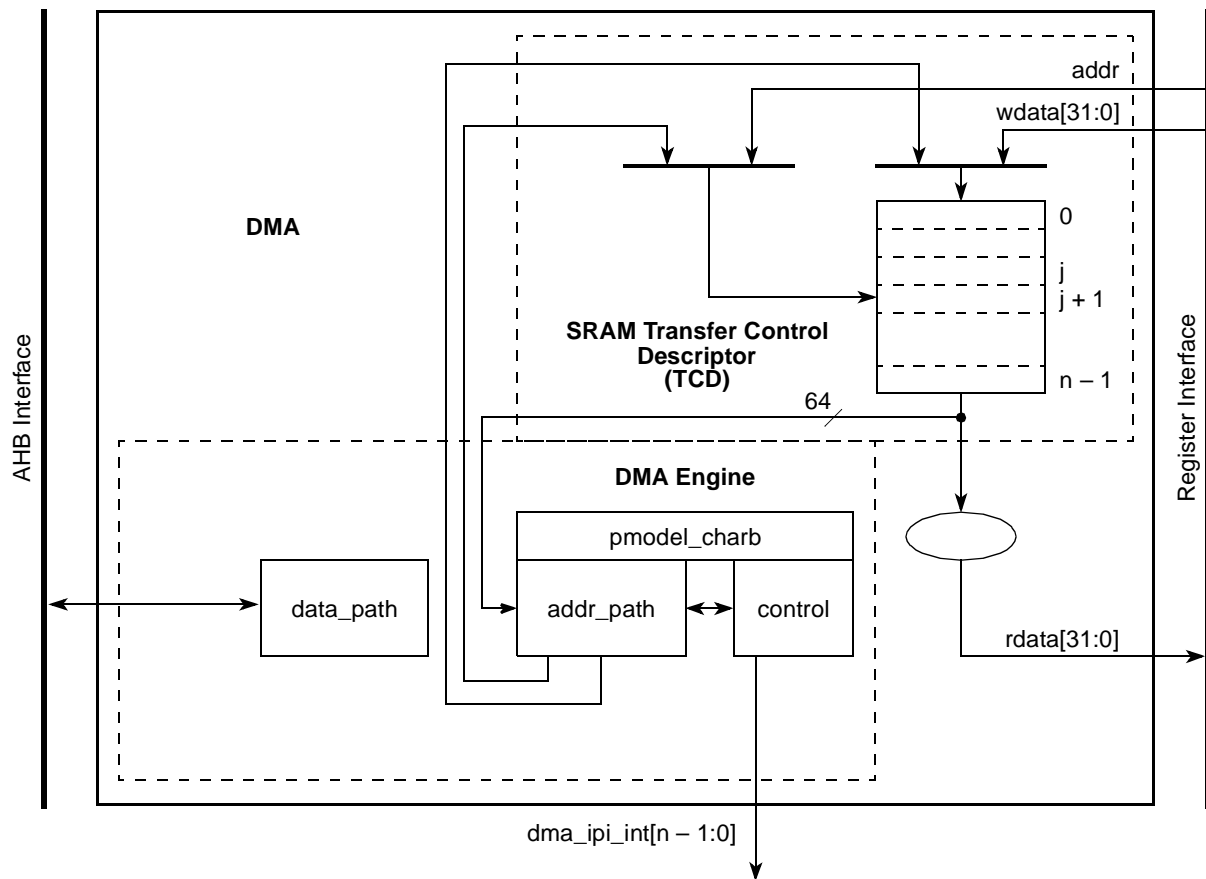 addr
wdata[31:0]
DMA
0
j
j + 1
n – 1
SRAM Transfer Control
Descriptor
(TCD)
64
AHB Interface
Register Interface
DMA Engine
pmodel_charb
data_path
addr_path
control
rdata[31:0]
dma_ipi_int[n – 1:0]